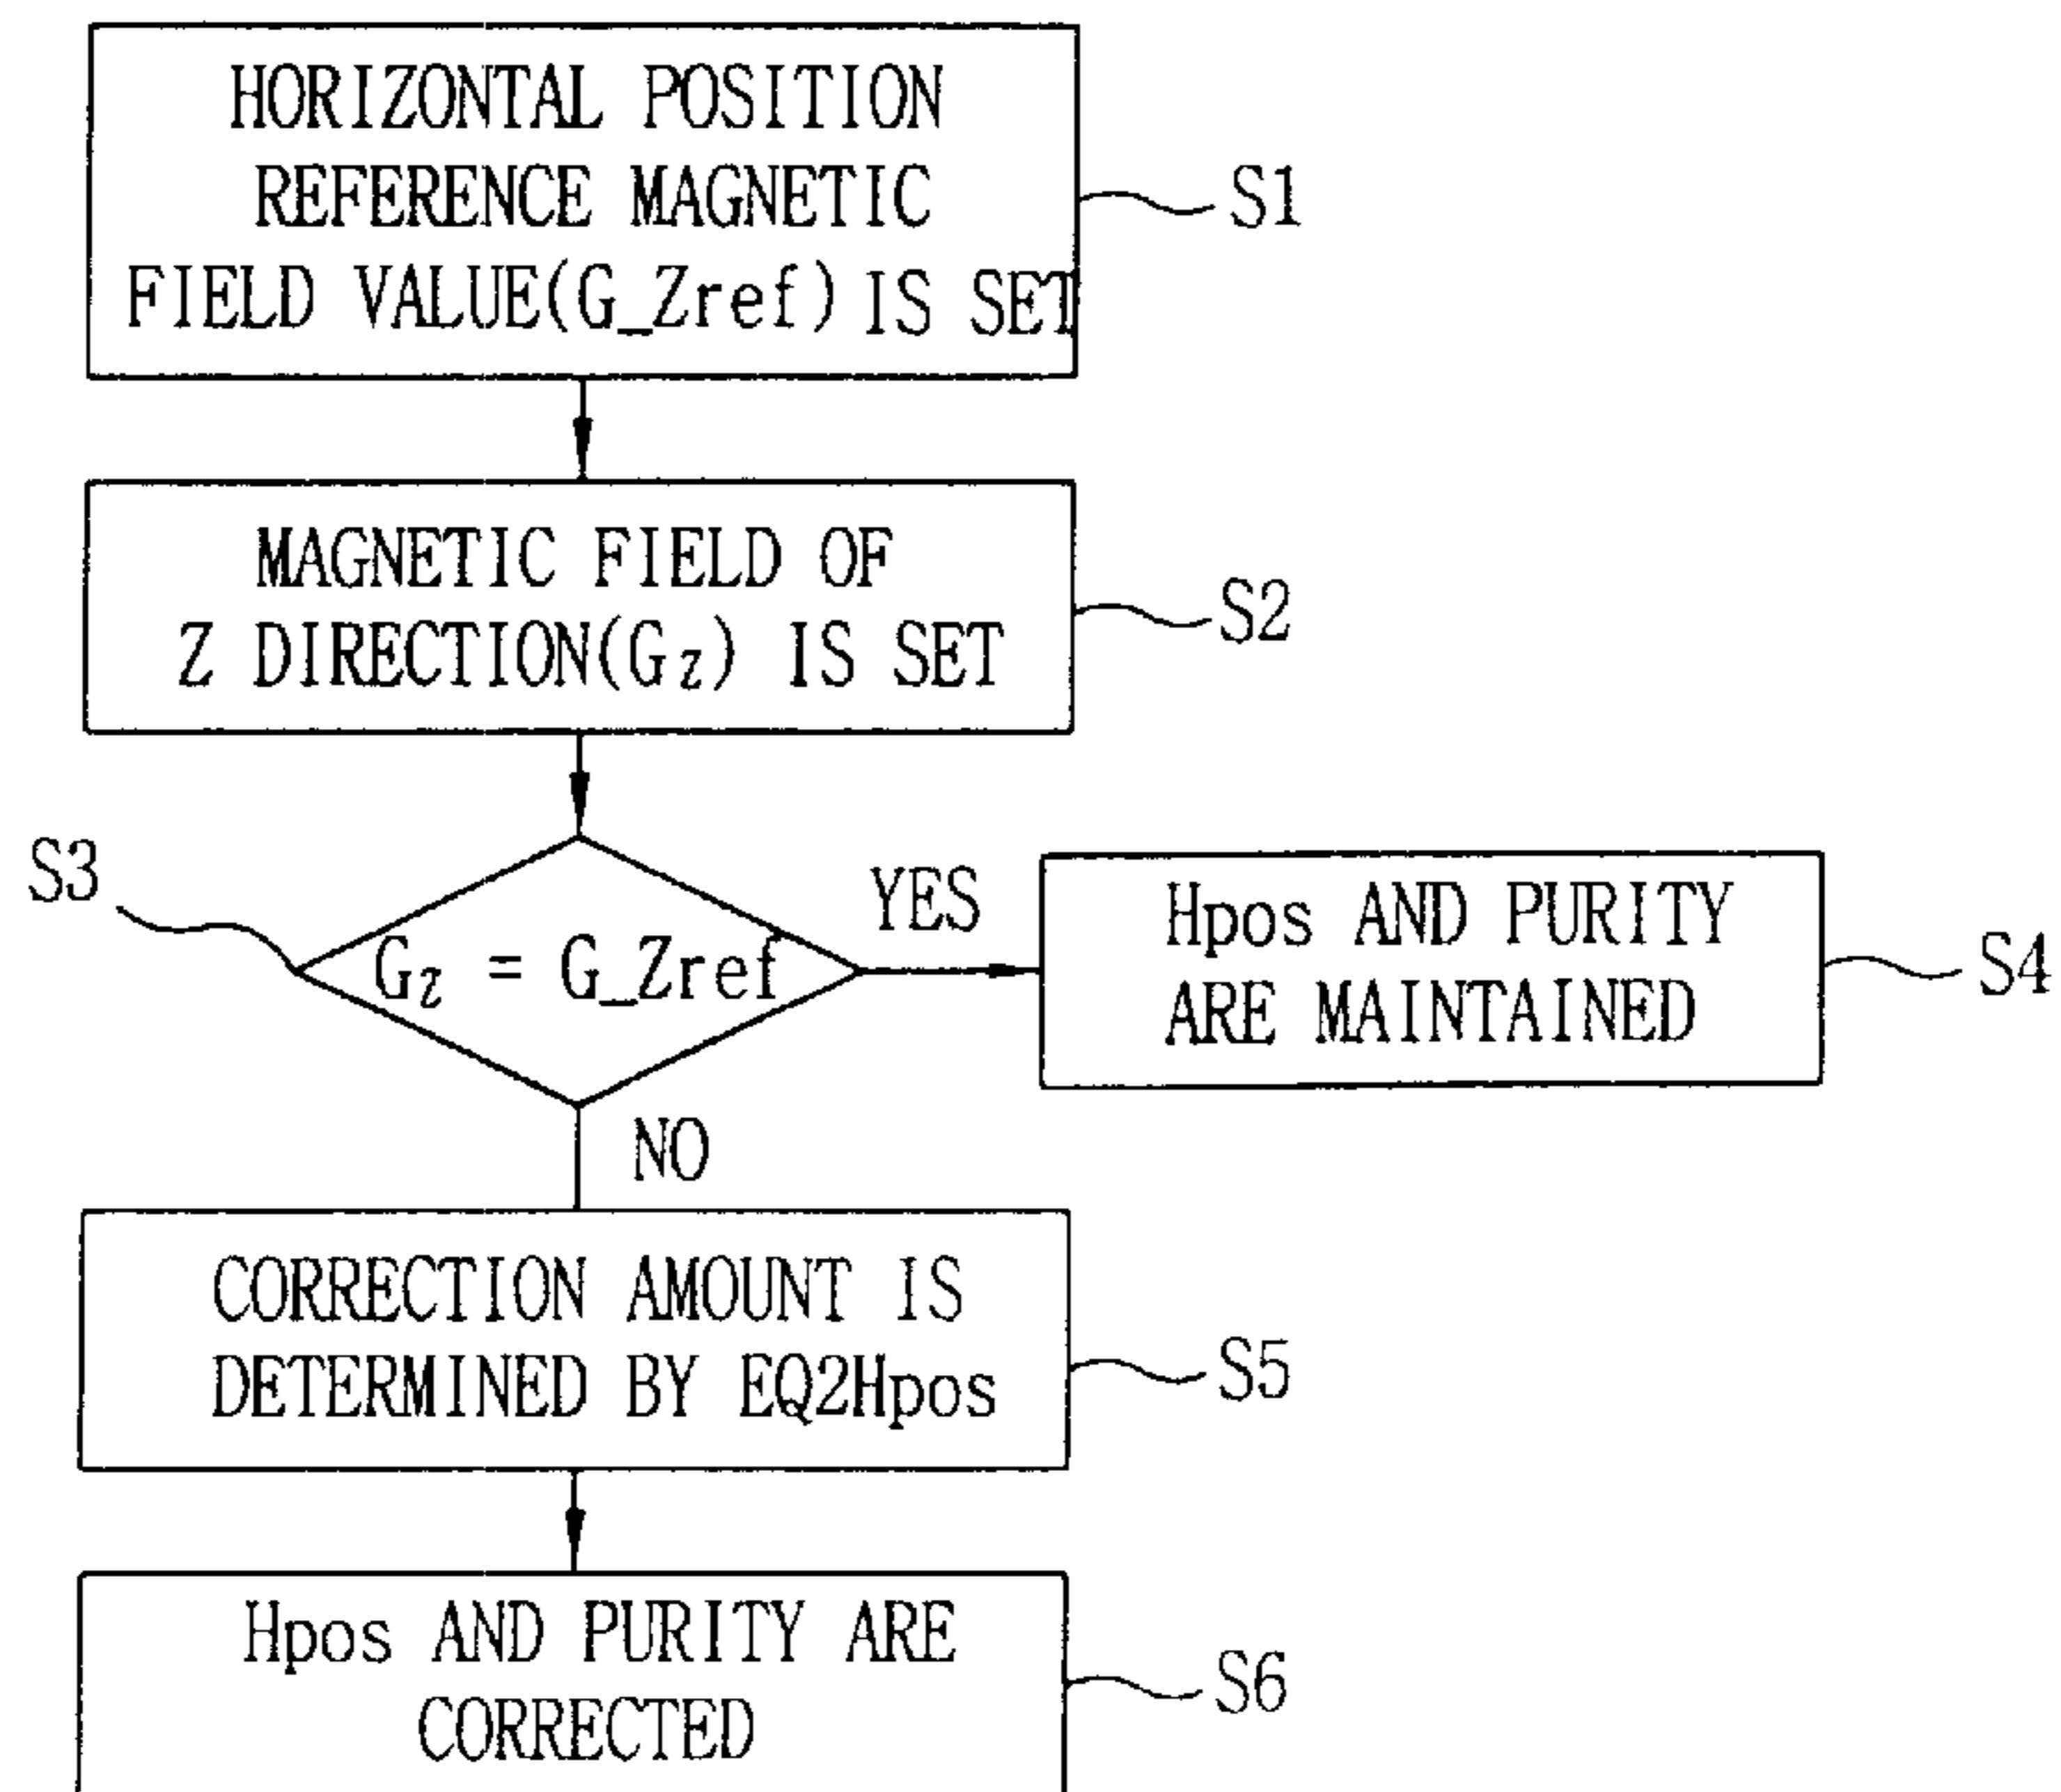 HORIZONTAL POSITION
REFERENCE MAGNETIC
FIELD VALUE(G_Zref) IS SET
S1
MAGNETIC FIELD OF
Z DIRECTION(Gz) IS SET
S2
S3
Gz = G_Zref
YES
Hpos AND PURITY
ARE MAINTAINED
S4
NO
CORRECTION AMOUNT IS
DETERMINED BY EQ2Hpos
S5
Hpos AND PURITY ARE
CORRECTED
S6